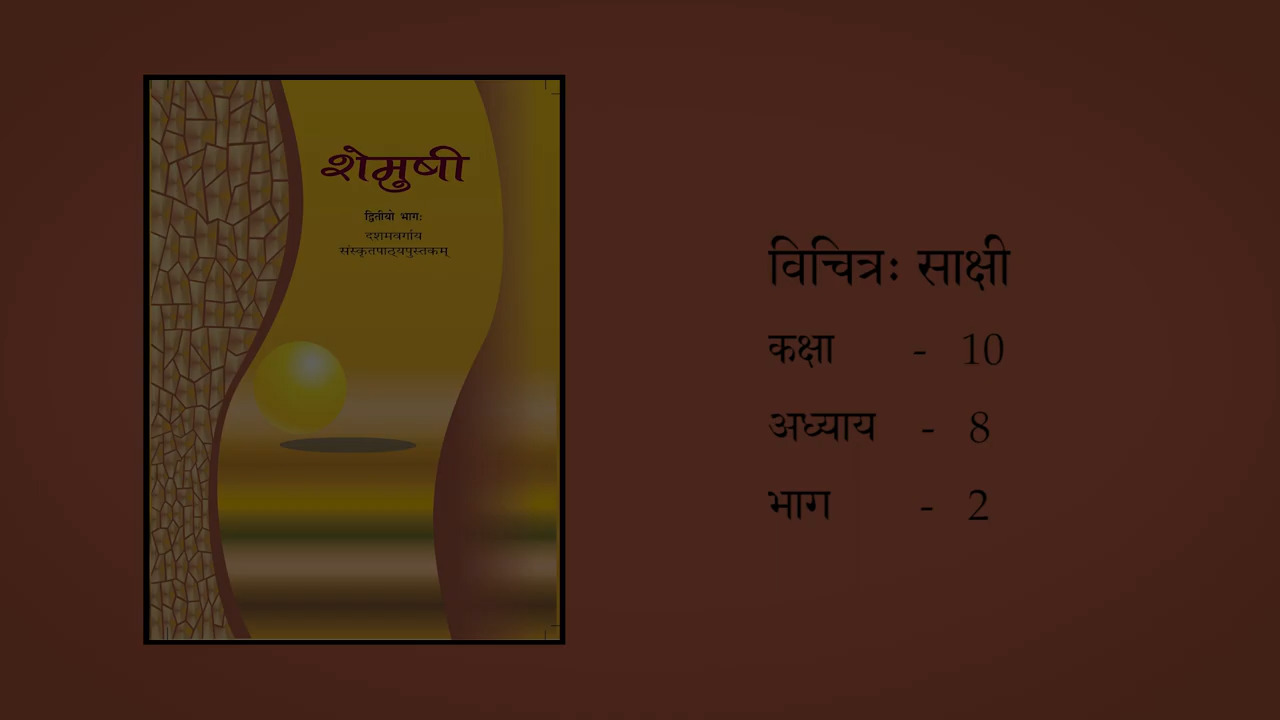 शेमुषी
द्वितीयो भागः
दशमवर्गाय
संस्कृतपाठ्यपुस्तकम्
विचित्रः साक्षी
कक्षा - 10
अध्याय - 8
भाग - 2